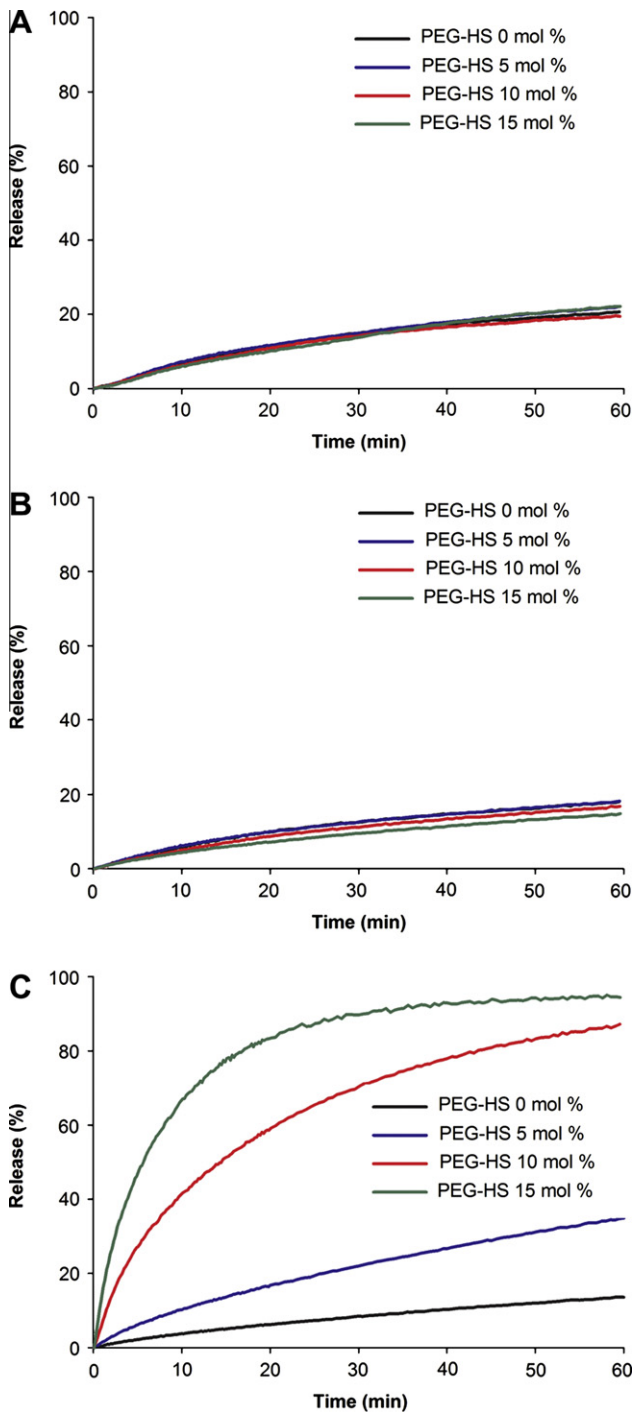 A
PEG-HS 0 mol %
PEG-HS 5 mol %
PEG-HS 10 mol %
PEG-HS 15 mol %
100
80
60
40
20
0
Release (%)
0 10 20 30 40 50 60
Time (min)
B
PEG-HS 0 mol %
PEG-HS 5 mol %
PEG-HS 10 mol %
PEG-HS 15 mol %
100
80
60
40
20
0
Release (%)
0 10 20 30 40 50 60
Time (min)
C
PEG-HS 0 mol %
PEG-HS 5 mol %
PEG-HS 10 mol %
PEG-HS 15 mol %
100
80
60
40
20
0
Release (%)
0 10 20 30 40 50 60
Time (min)